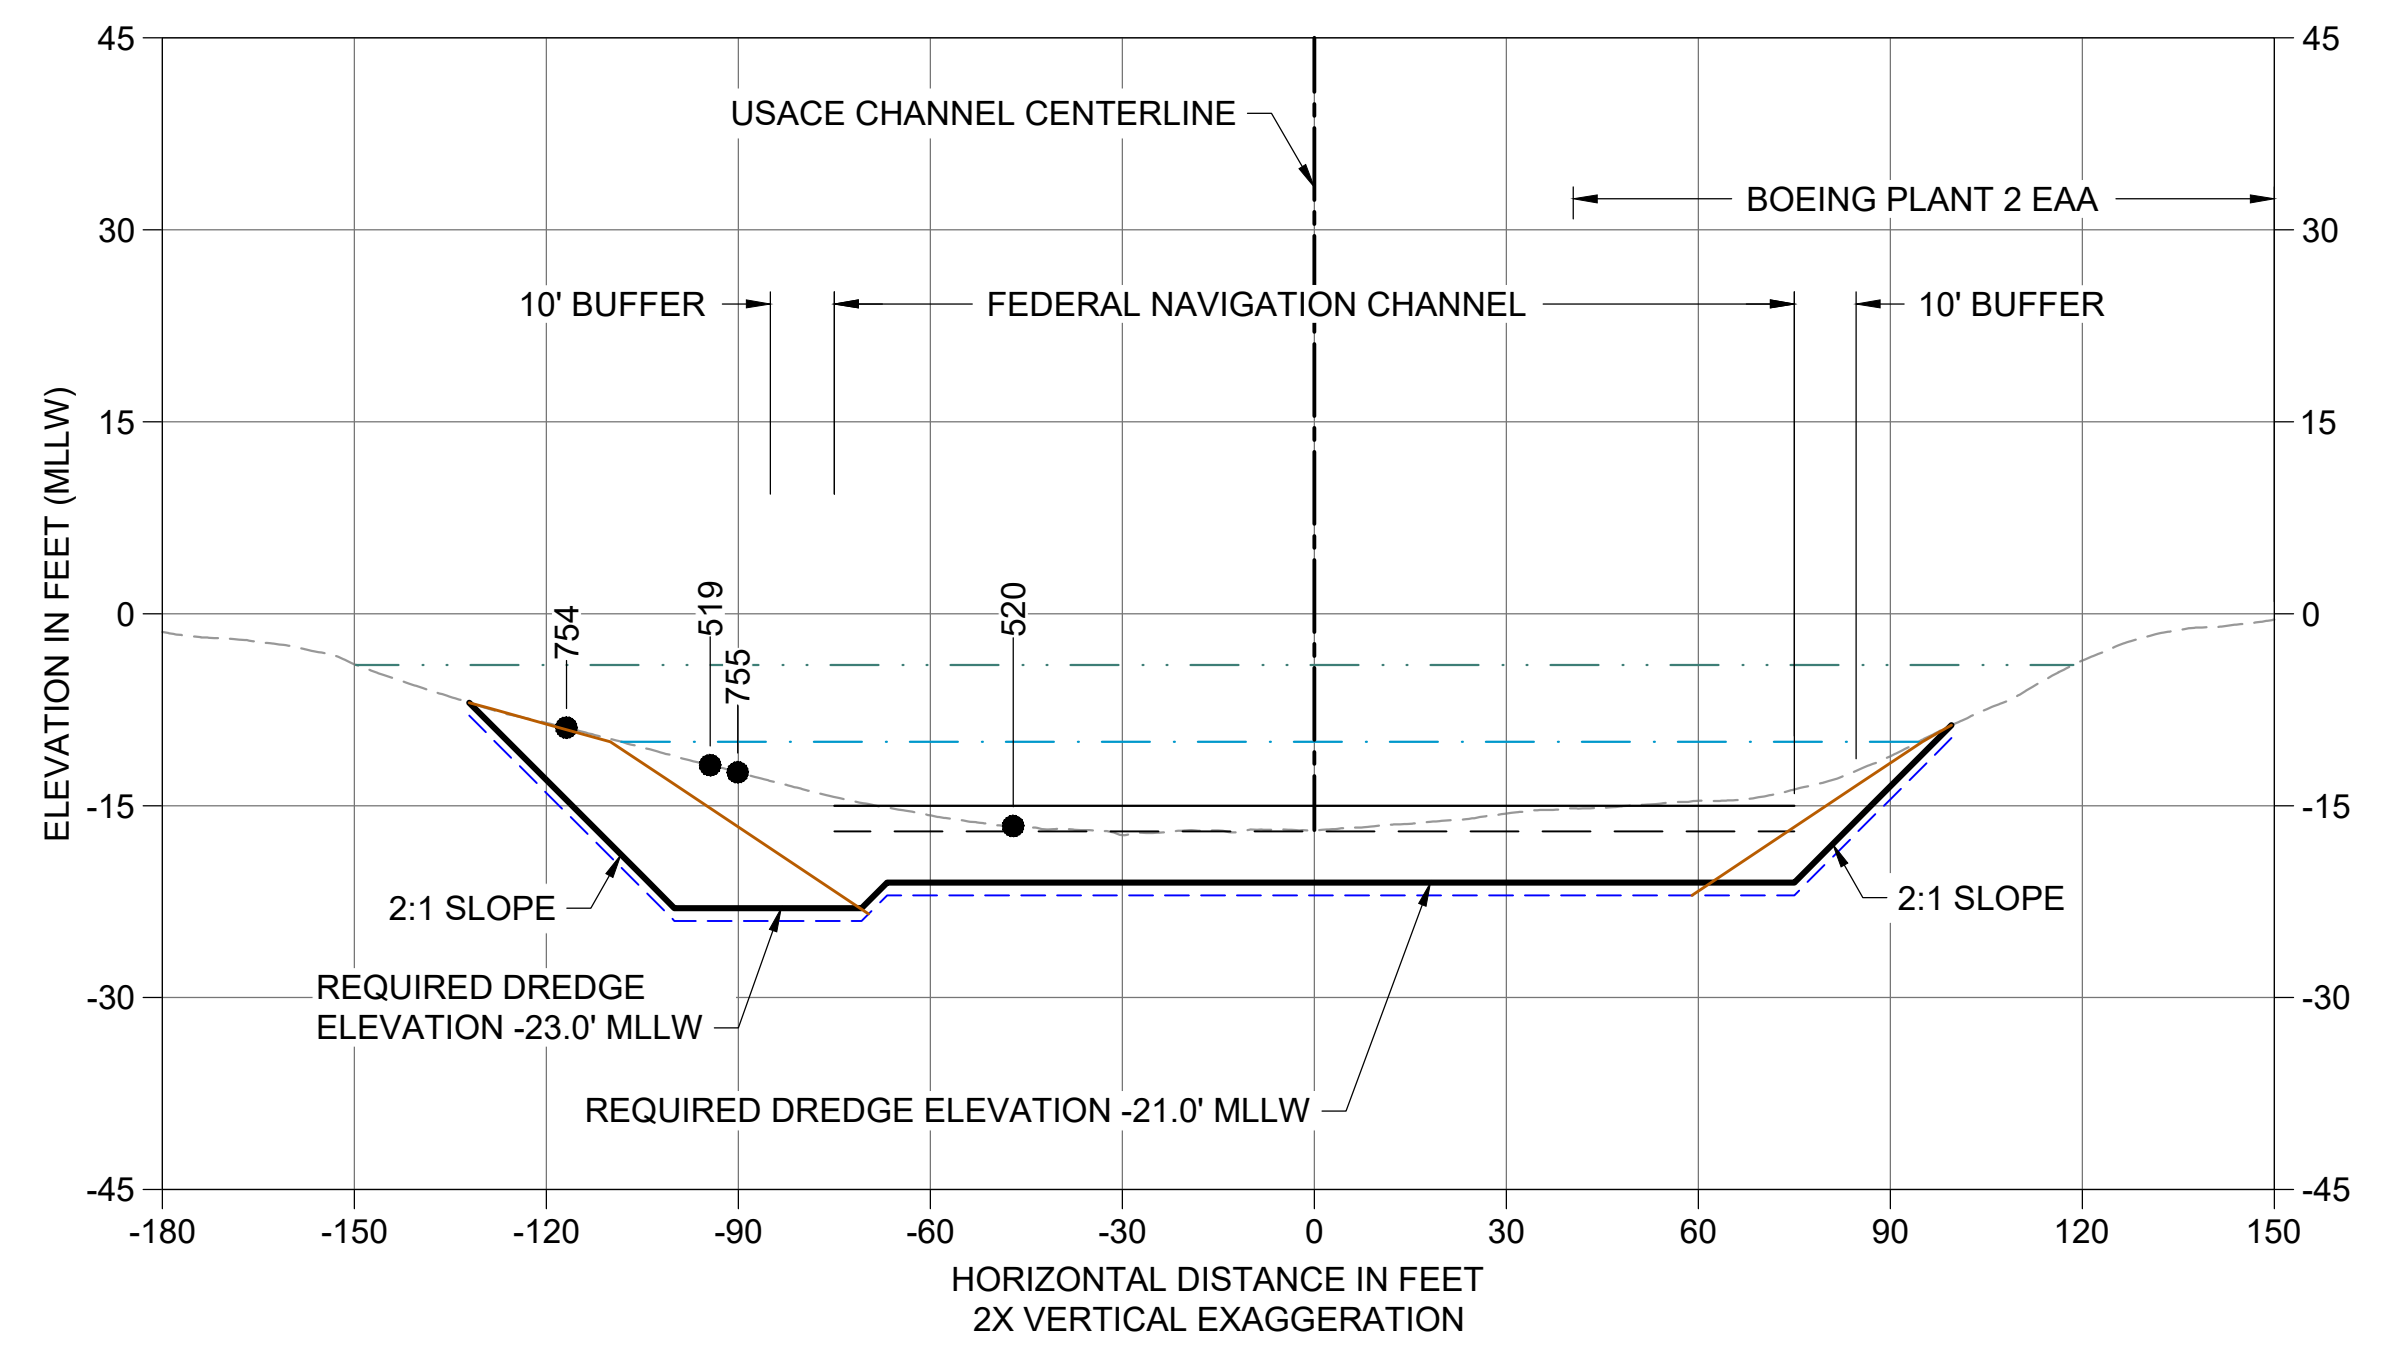 45
45
USACE CHANNEL CENTERLINE
BOEING PLANT 2 EAA
30
30
10' BUFFER
FEDERAL NAVIGATION CHANNEL
10' BUFFER
15
15
ELEVATION IN FEET (MLLW)
0
0
754
519
755
520
-15
-15
2:1 SLOPE
2:1 SLOPE
REQUIRED DREDGE
ELEVATION -23.0' MLLW
-30
-30
REQUIRED DREDGE ELEVATION -21.0' MLLW
-45
-45
-180
-150
-120
-90
-60
-30
0
30
60
90
120
150
HORIZONTAL DISTANCE IN FEET
2X VERTICAL EXAGGERATION